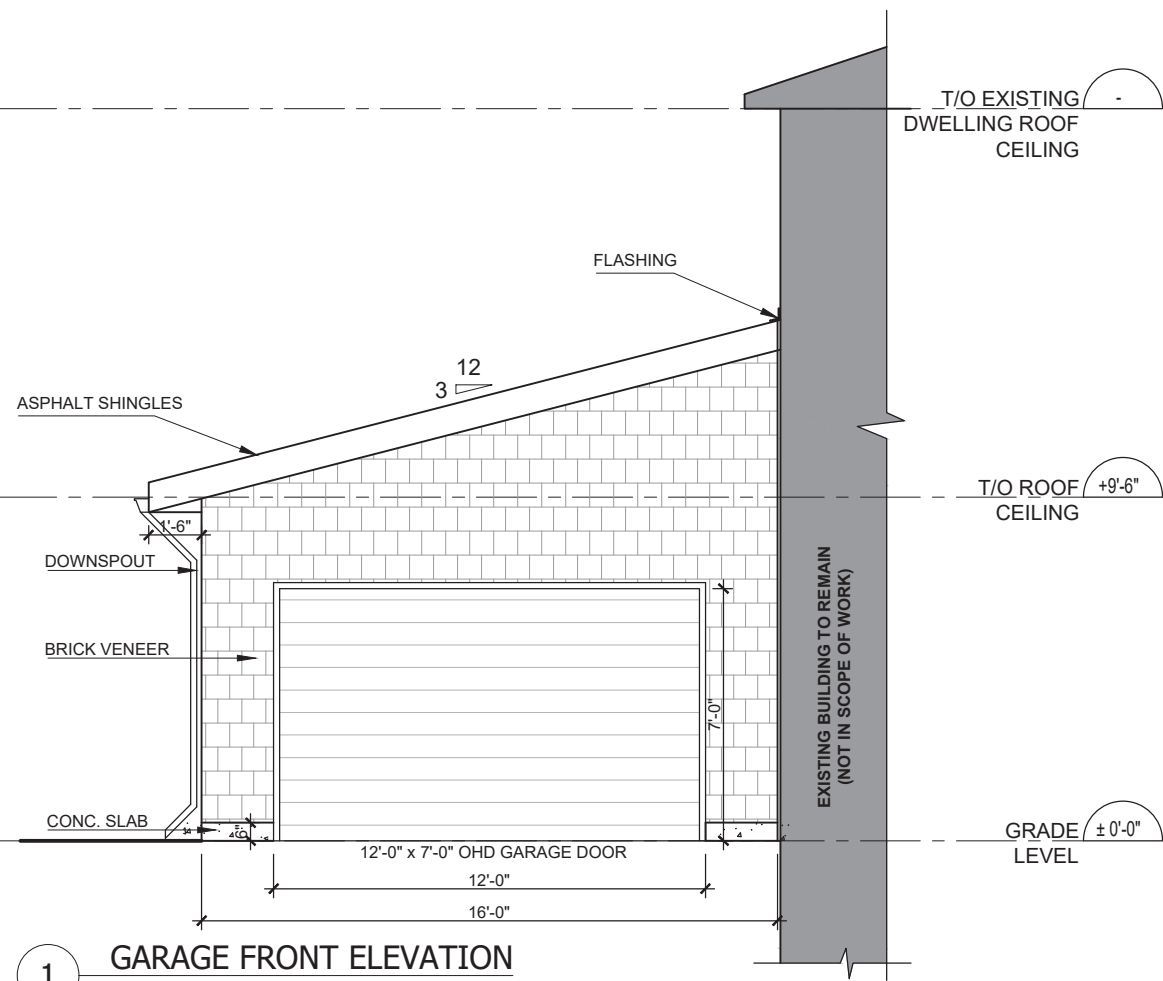 T/O EXISTING
DWELLING ROOF
CEILING
-
FLASHING
12
3
ASPHALT SHINGLES
T/O ROOF
CEILING
+9'-6"
1'-6"
DOWNSPOUT
BRICK VENEER
7'-0"
EXISTING BUILDING TO REMAIN
(NOT IN SCOPE OF WORK)
CONC. SLAB
6"
GRADE
LEVEL
± 0'-0"
12'-0" x 7'-0" OHD GARAGE DOOR
12'-0"
16'-0"
1
GARAGE FRONT ELEVATION